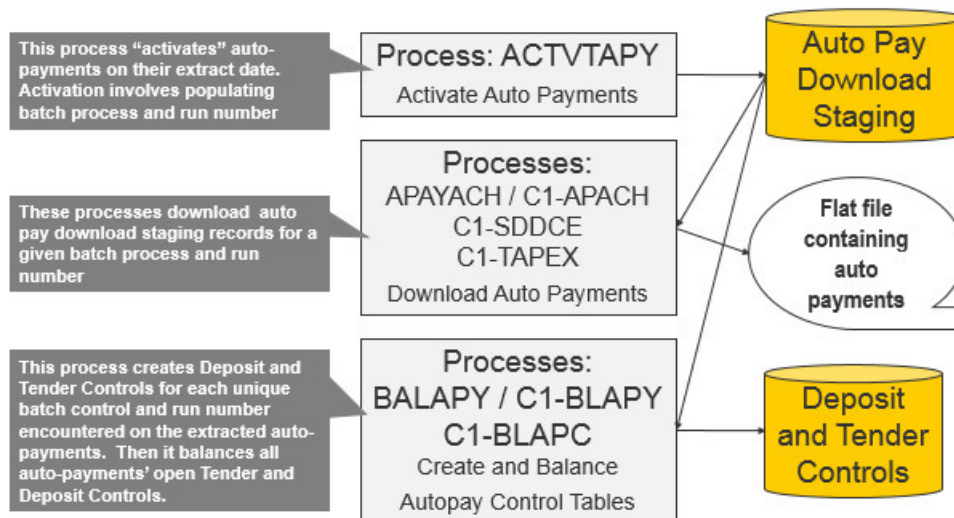 This process “activates” auto-
payments on their extract date.
Activation involves populating
batch process and run number
Process: ACTVTAPY
Activate Auto Payments
Auto Pay
Download
Staging
These processes download  auto
pay download staging records for a
given batch process and run
number
Processes:
APAYACH / C1-APACH
C1-SDDCE
C1-TAPEX
Download Auto Payments
Flat file
containing
auto
payments
This process creates Deposit and
Tender Controls for each unique
batch control and run number
encountered on the extracted auto-
payments.  Then it balances all
auto-payments’ open Tender and
Deposit Controls.
Processes:
BALAPY / C1-BLAPY
C1-BLAPC
Create and Balance
Autopay Control Tables
Deposit
and Tender
Controls